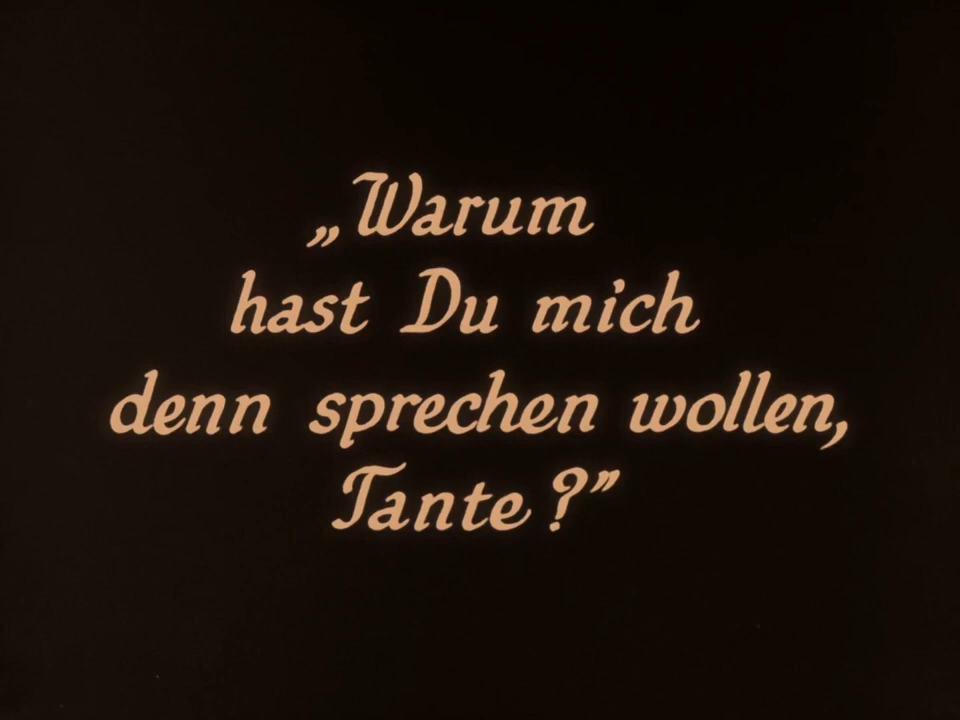 „Warum
hast Du mich
denn sprechen wollen,
Tante?”